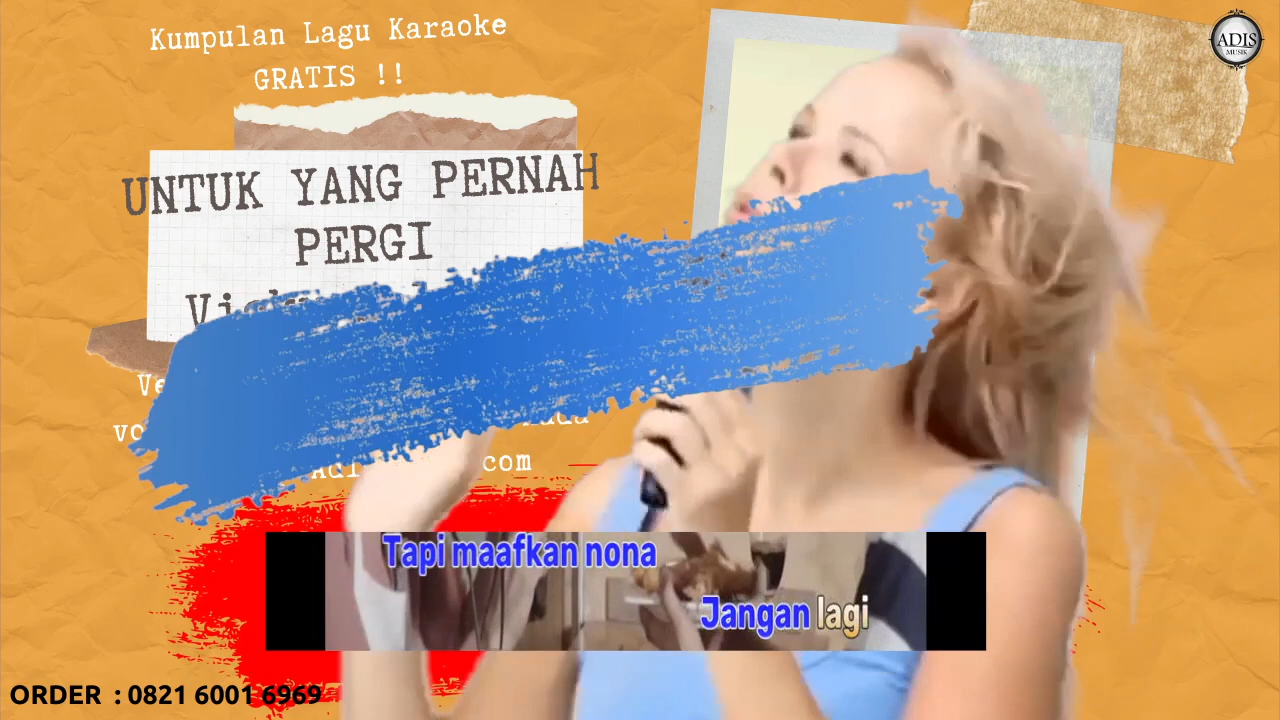 Kumpulan Lagu Karaoke
GRATIS !!
ADIS
MUSIK
UNTUK YANG PERNAH
PERGI
Tapi maafkan nona
Jangan lagi
ORDER : 0821 6001 6969